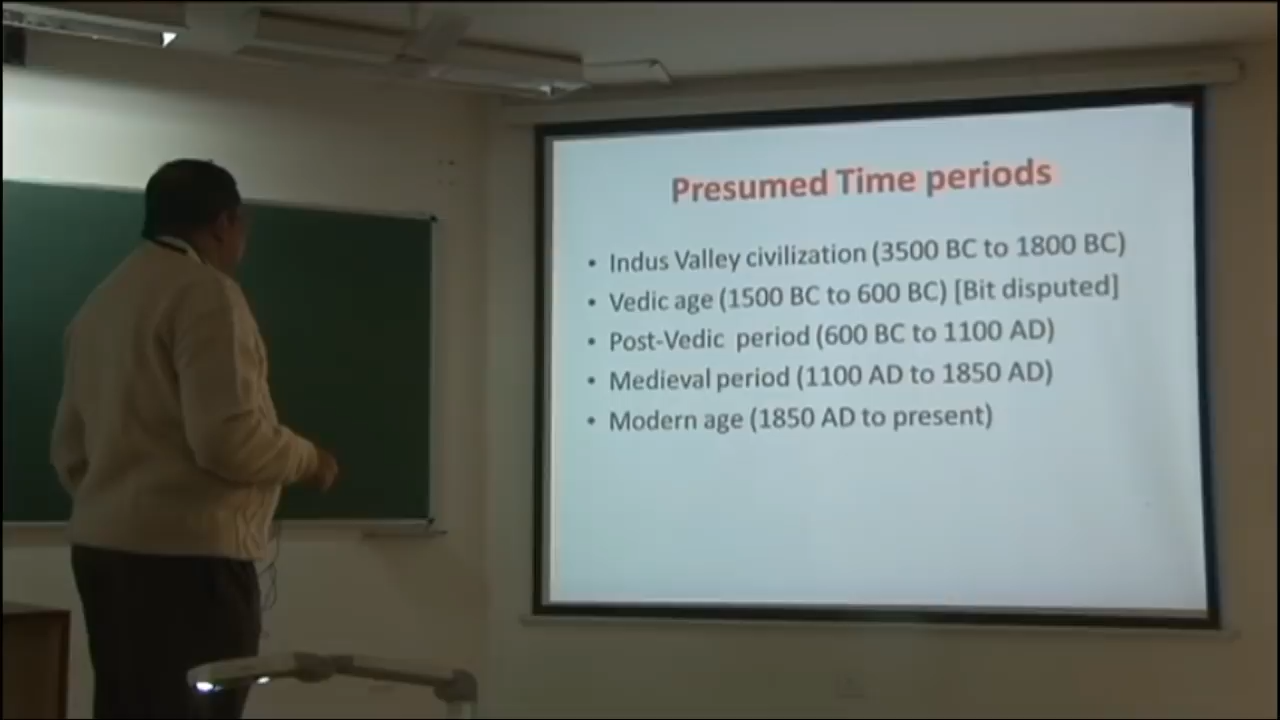 Presumed Time periods
• Indus Valley civilization (3500 BC to 1800 BC)
• Vedic age (1500 BC to 600 BC) [Bit disputed]
• Post-Vedic period (600 BC to 1100 AD)
• Medieval period (1100 AD to 1850 AD)
• Modern age (1850 AD to present)